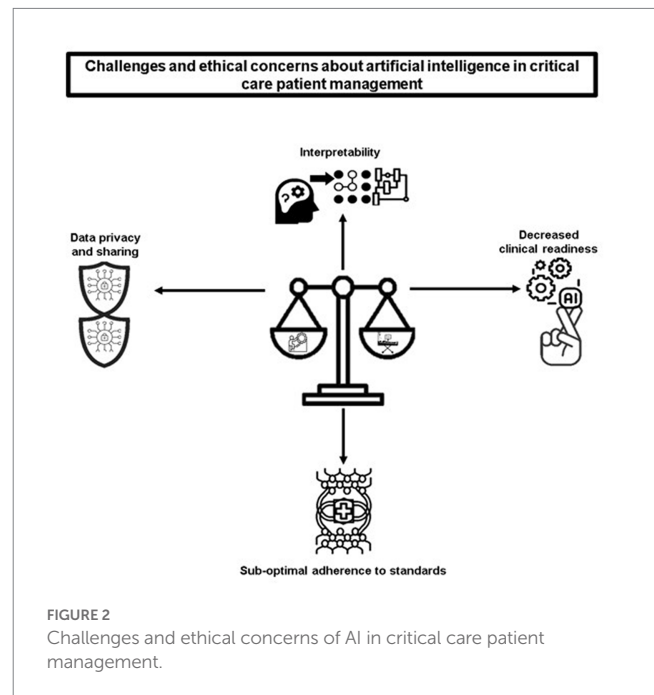 Challenges and ethical concerns about artificial intelligence in critical
care patient management
Interpretability
Data privacy
and sharing
Decreased
clinical readiness
AI
Sub-optimal adherence to standards
FIGURE 2
Challenges and ethical concerns of AI in critical care patient
management.